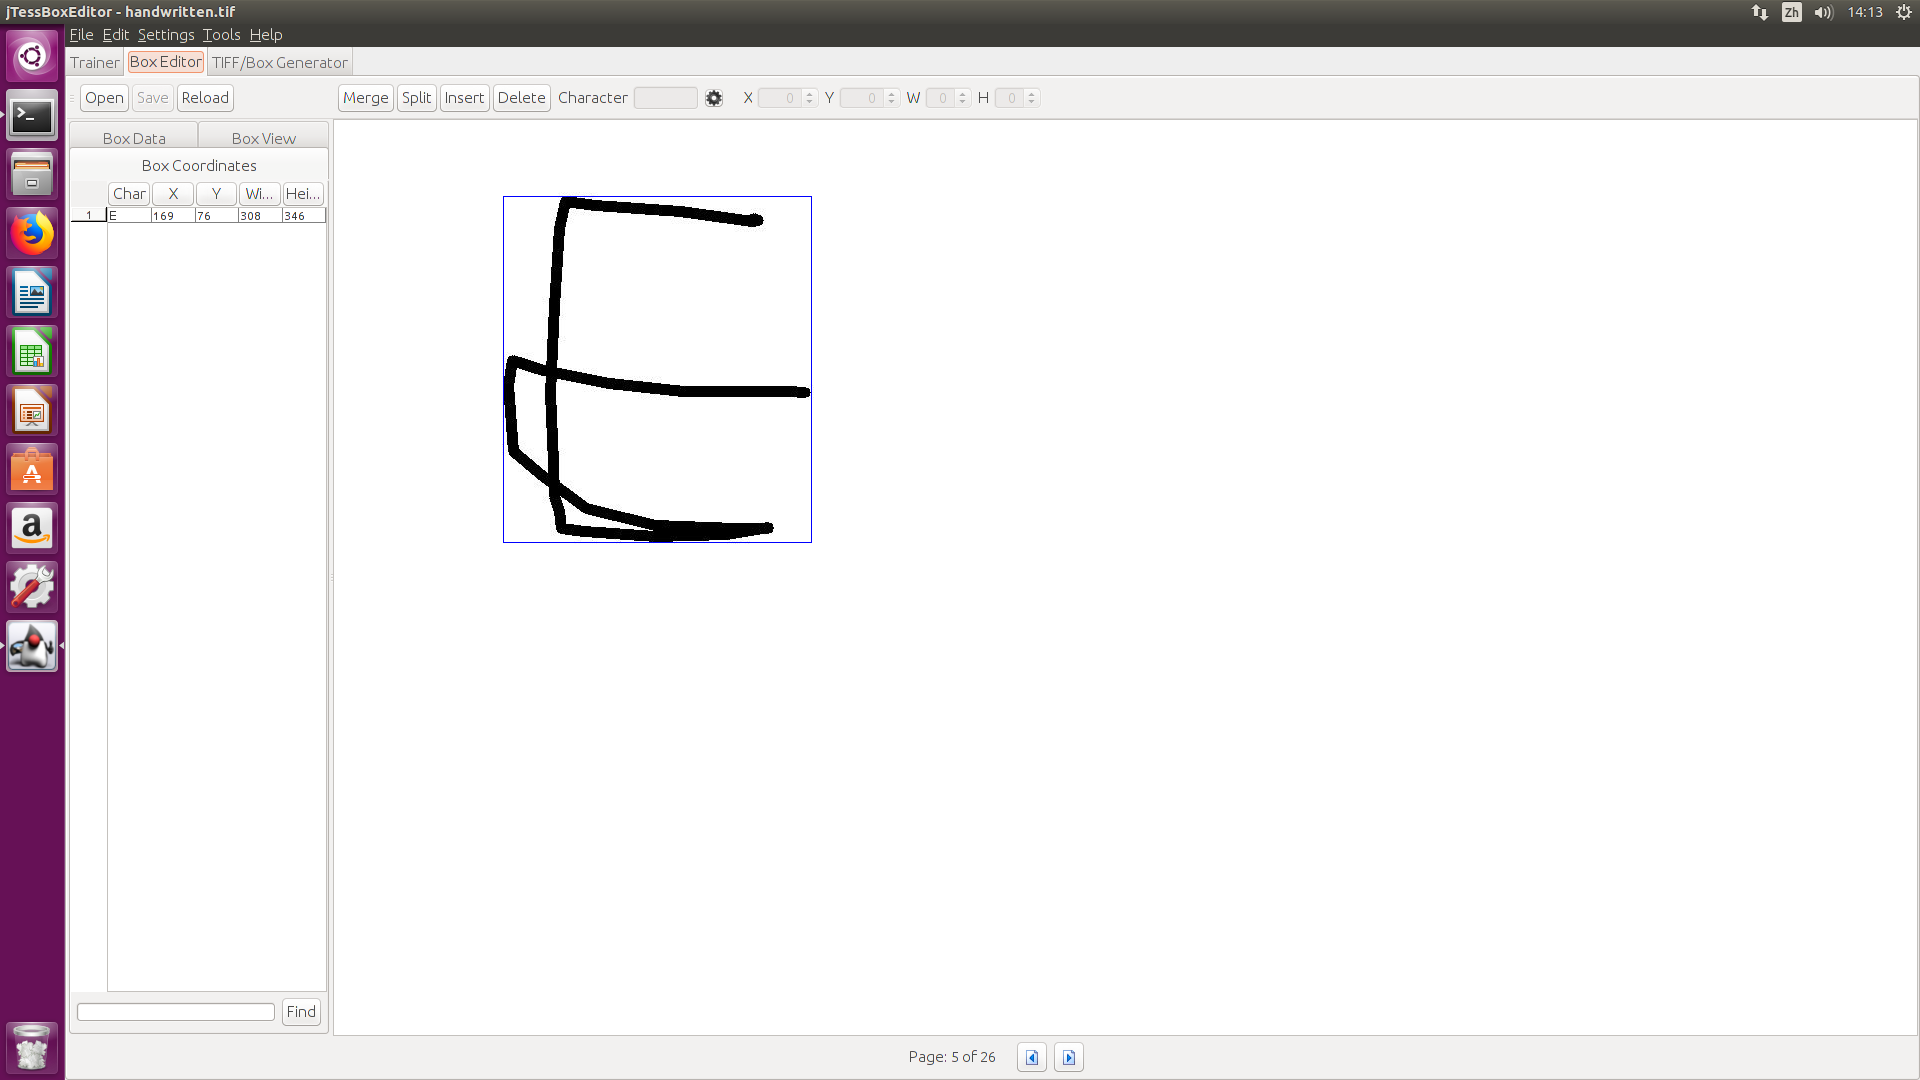 jTessBoxEditor - handwritten.tif
Zh
14:13
File Edit Settings Tools Help
Trainer Box Editor TIFF/Box Generator
Open Save Reload Merge Split Insert Delete Character X 0 Y 0 W 0 H 0
Box Data Box View
Box Coordinates
Char X Y Wi... Hei...
1 E 169 76 308 346
E
Find
Page: 5 of 26